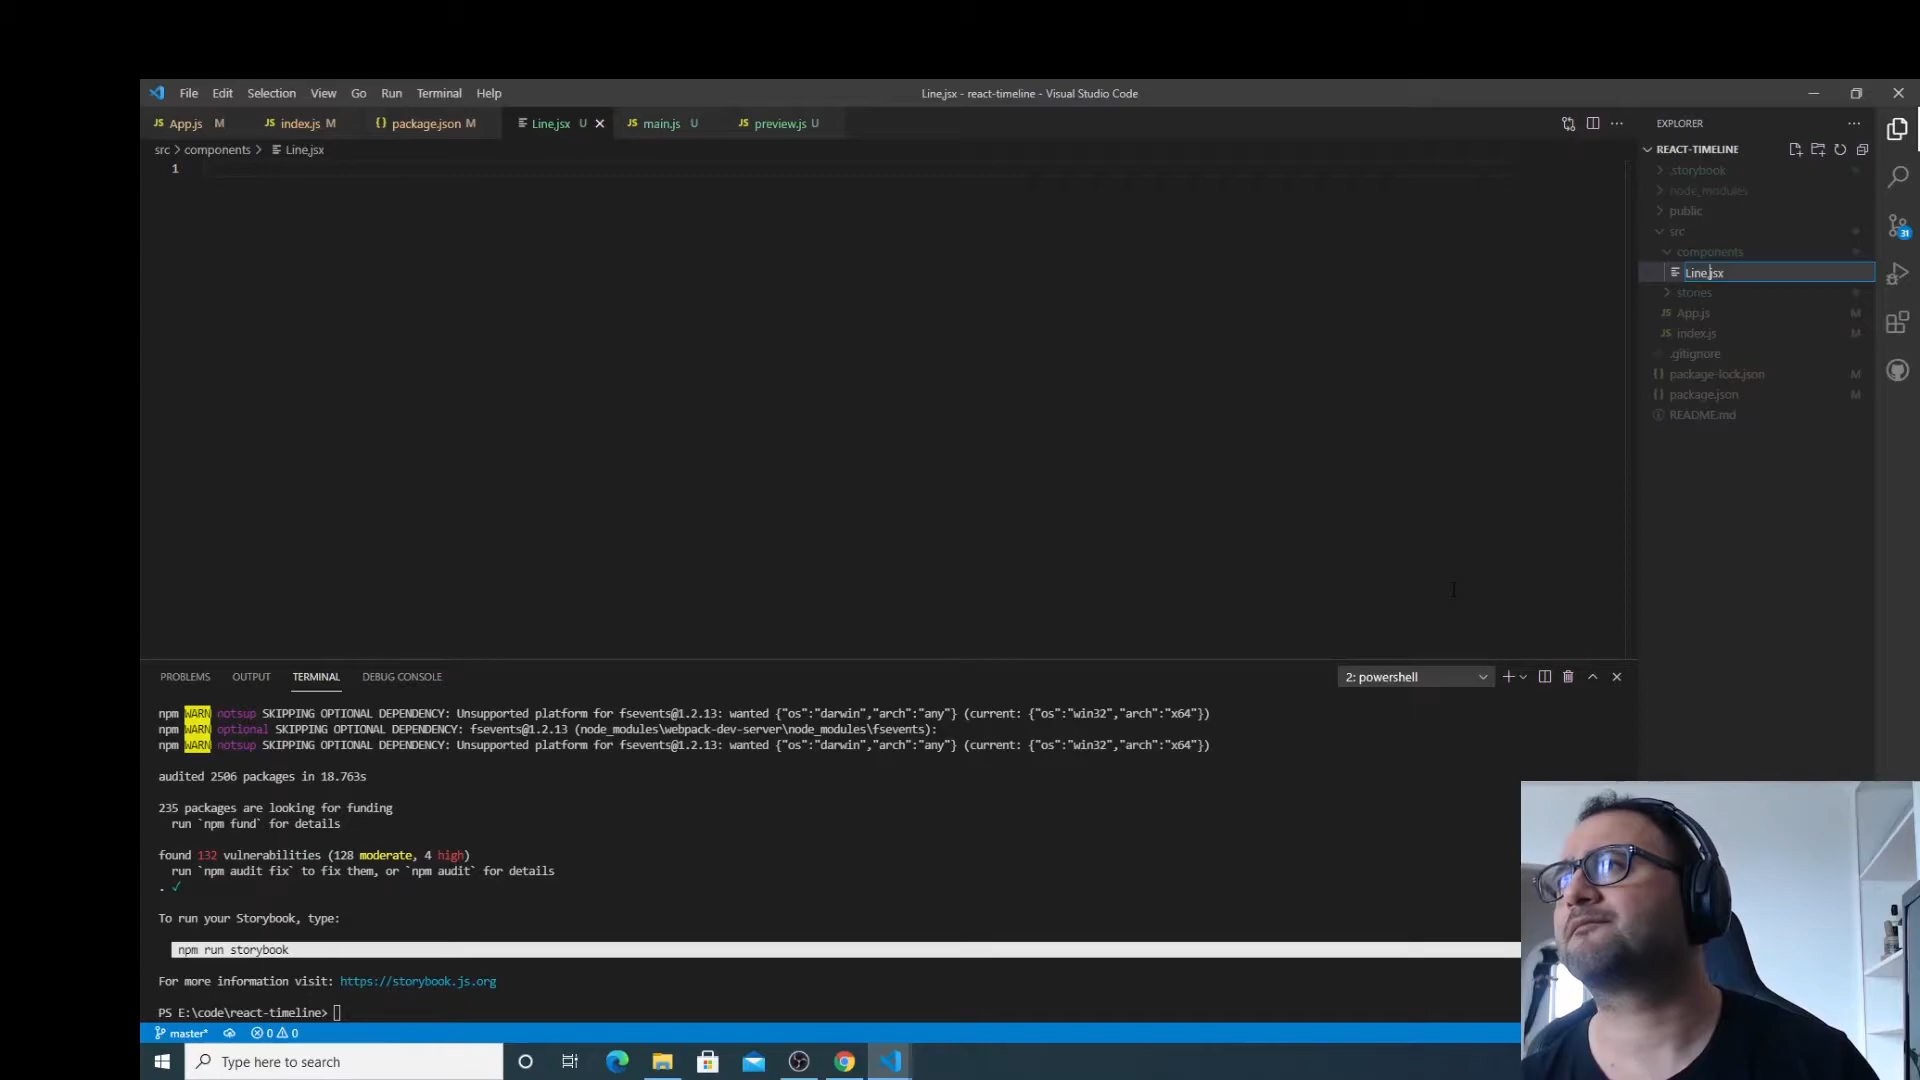 File Edit Selection View Go Run Terminal Help
Line.jsx - react-timeline - Visual Studio Code
JS App.js M JS index.js M {} package.json M Line.jsx U JS main.js U JS preview.js U
src > components > Line.jsx
1
EXPLORER
REACT-TIMELINE
.storybook
node_modules
public
src
components
Line.jsx
stories
JS App.js M
JS index.js M
.gitignore
{} package-lock.json M
{} package.json M
README.md
31
PROBLEMS OUTPUT TERMINAL DEBUG CONSOLE
2: powershell
npm WARN notsup SKIPPING OPTIONAL DEPENDENCY: Unsupported platform for fsevents@1.2.13: wanted {"os":"darwin","arch":"any"} (current: {"os":"win32","arch":"x64"})
npm WARN optional SKIPPING OPTIONAL DEPENDENCY: fsevents@1.2.13 (node_modules\webpack-dev-server\node_modules\fsevents):
npm WARN notsup SKIPPING OPTIONAL DEPENDENCY: Unsupported platform for fsevents@1.2.13: wanted {"os":"darwin","arch":"any"} (current: {"os":"win32","arch":"x64"})
audited 2506 packages in 18.763s
235 packages are looking for funding
run `npm fund` for details
found 132 vulnerabilities (128 moderate, 4 high)
run `npm audit fix` to fix them, or `npm audit` for details
. ✓
To run your Storybook, type:
npm run storybook
For more information visit: https://storybook.js.org
PS E:\code\react-timeline>
master* 0 0
Type here to search